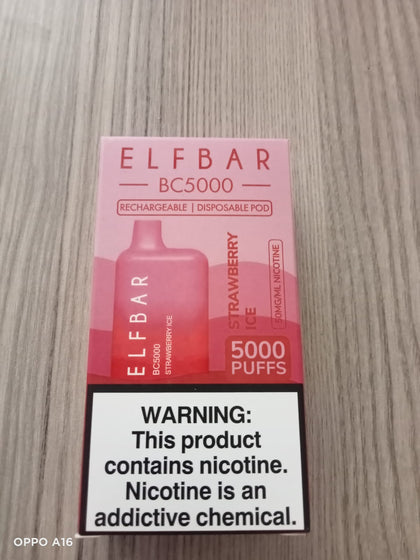 ELFBAR
BC5000
RECHARGEABLE | DISPOSABLE POD
STRAWBERRY
ICE
50MG/ML NICOTINE
ELFBAR
BC5000
STRAWBERRY ICE
5000
PUFFS
WARNING:
This product
contains nicotine.
Nicotine is an
addictive chemical.
OPPO A16